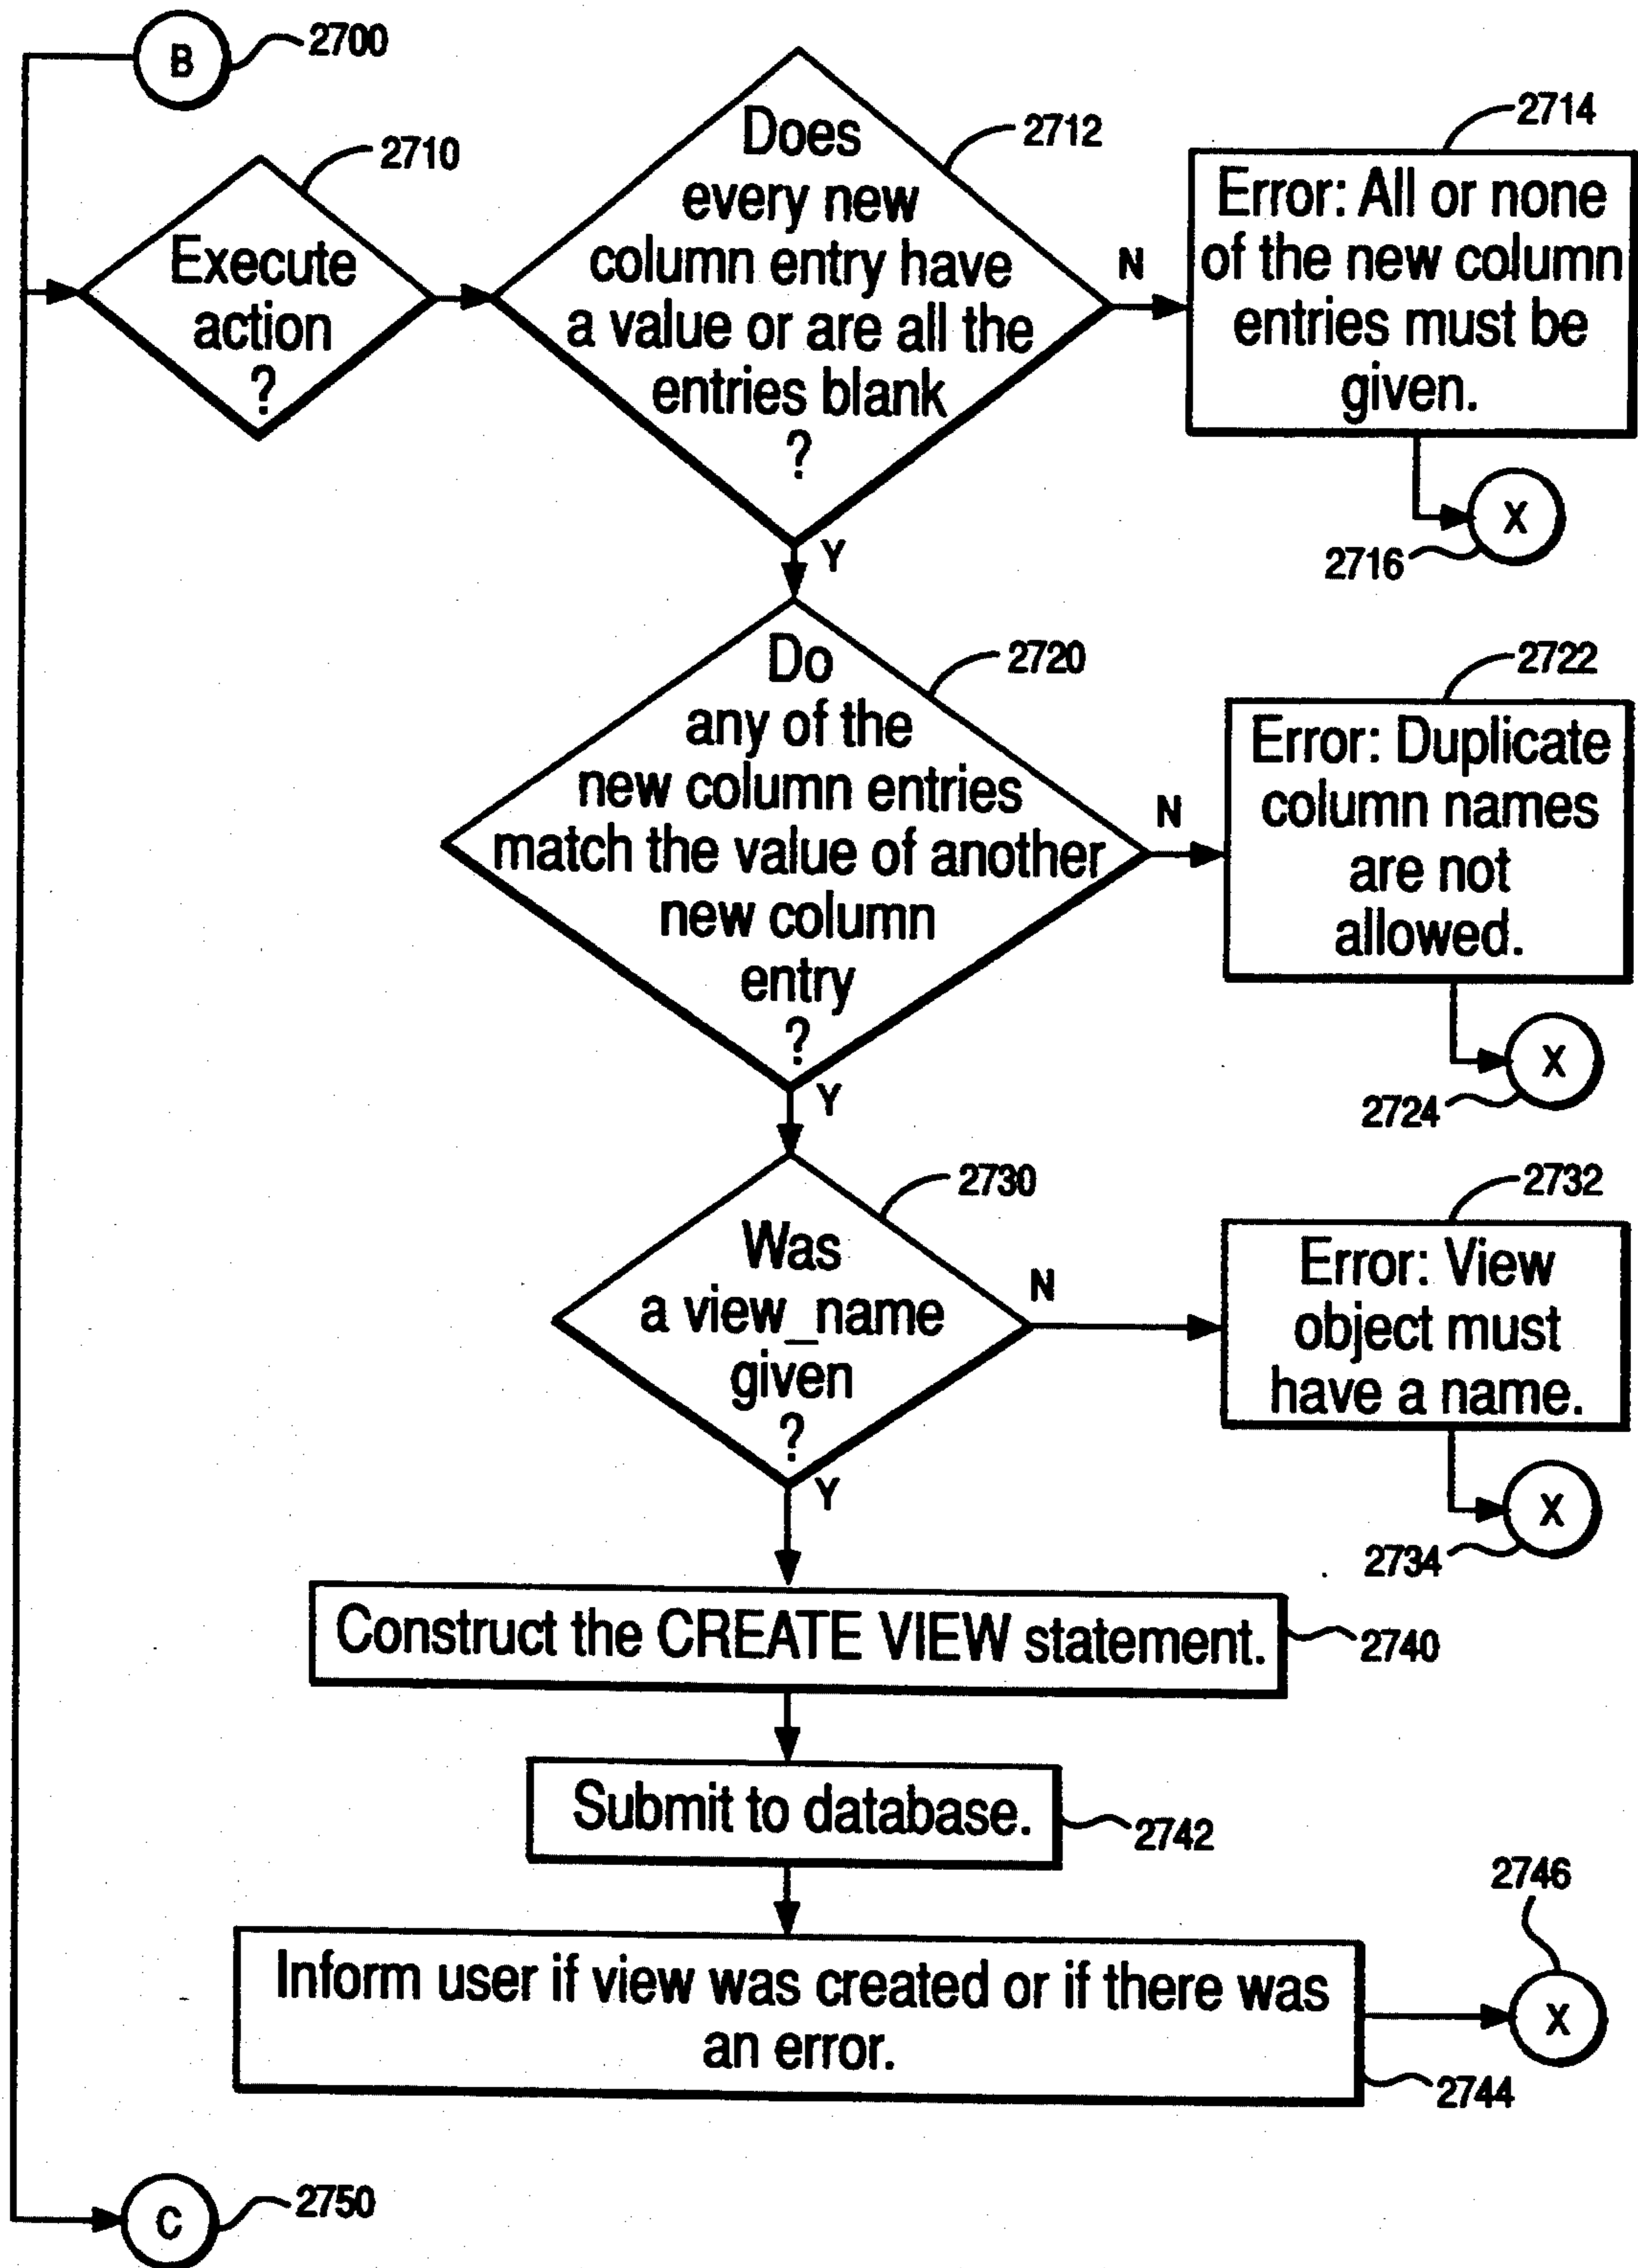 B
2700
2710
Execute
action
?
2712
Does
every new
column entry have
a value or are all the
entries blank
?
N
Y
2714
Error: All or none
of the new column
entries must be
given.
X
2716
2720
Do
any of the
new column entries
match the value of another
new column
entry
?
N
Y
2722
Error: Duplicate
column names
are not
allowed.
X
2724
2730
Was
a view_name
given
?
N
Y
2732
Error: View
object must
have a name.
X
2734
Construct the CREATE VIEW statement.
2740
Submit to database.
2742
Inform user if view was created or if there was
an error.
2744
2746
X
C
2750